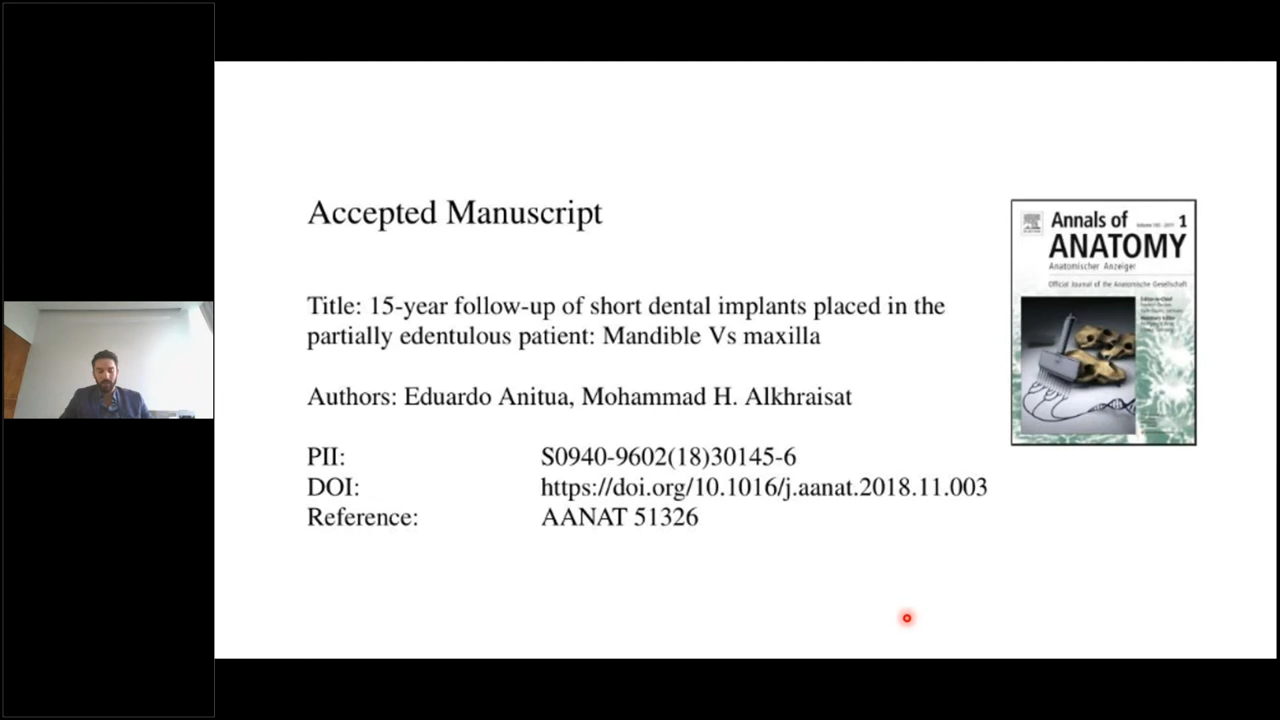 Accepted Manuscript
Title: 15-year follow-up of short dental implants placed in the
partially edentulous patient: Mandible Vs maxilla
Authors: Eduardo Anitua, Mohammad H. Alkhraisat
PII: S0940-9602(18)30145-6
DOI: https://doi.org/10.1016/j.aanat.2018.11.003
Reference: AANAT 51326
Annals of 1
ANATOMY
Anatomischer Anzeiger
Official Journal of the Anatomische Gesellschaft